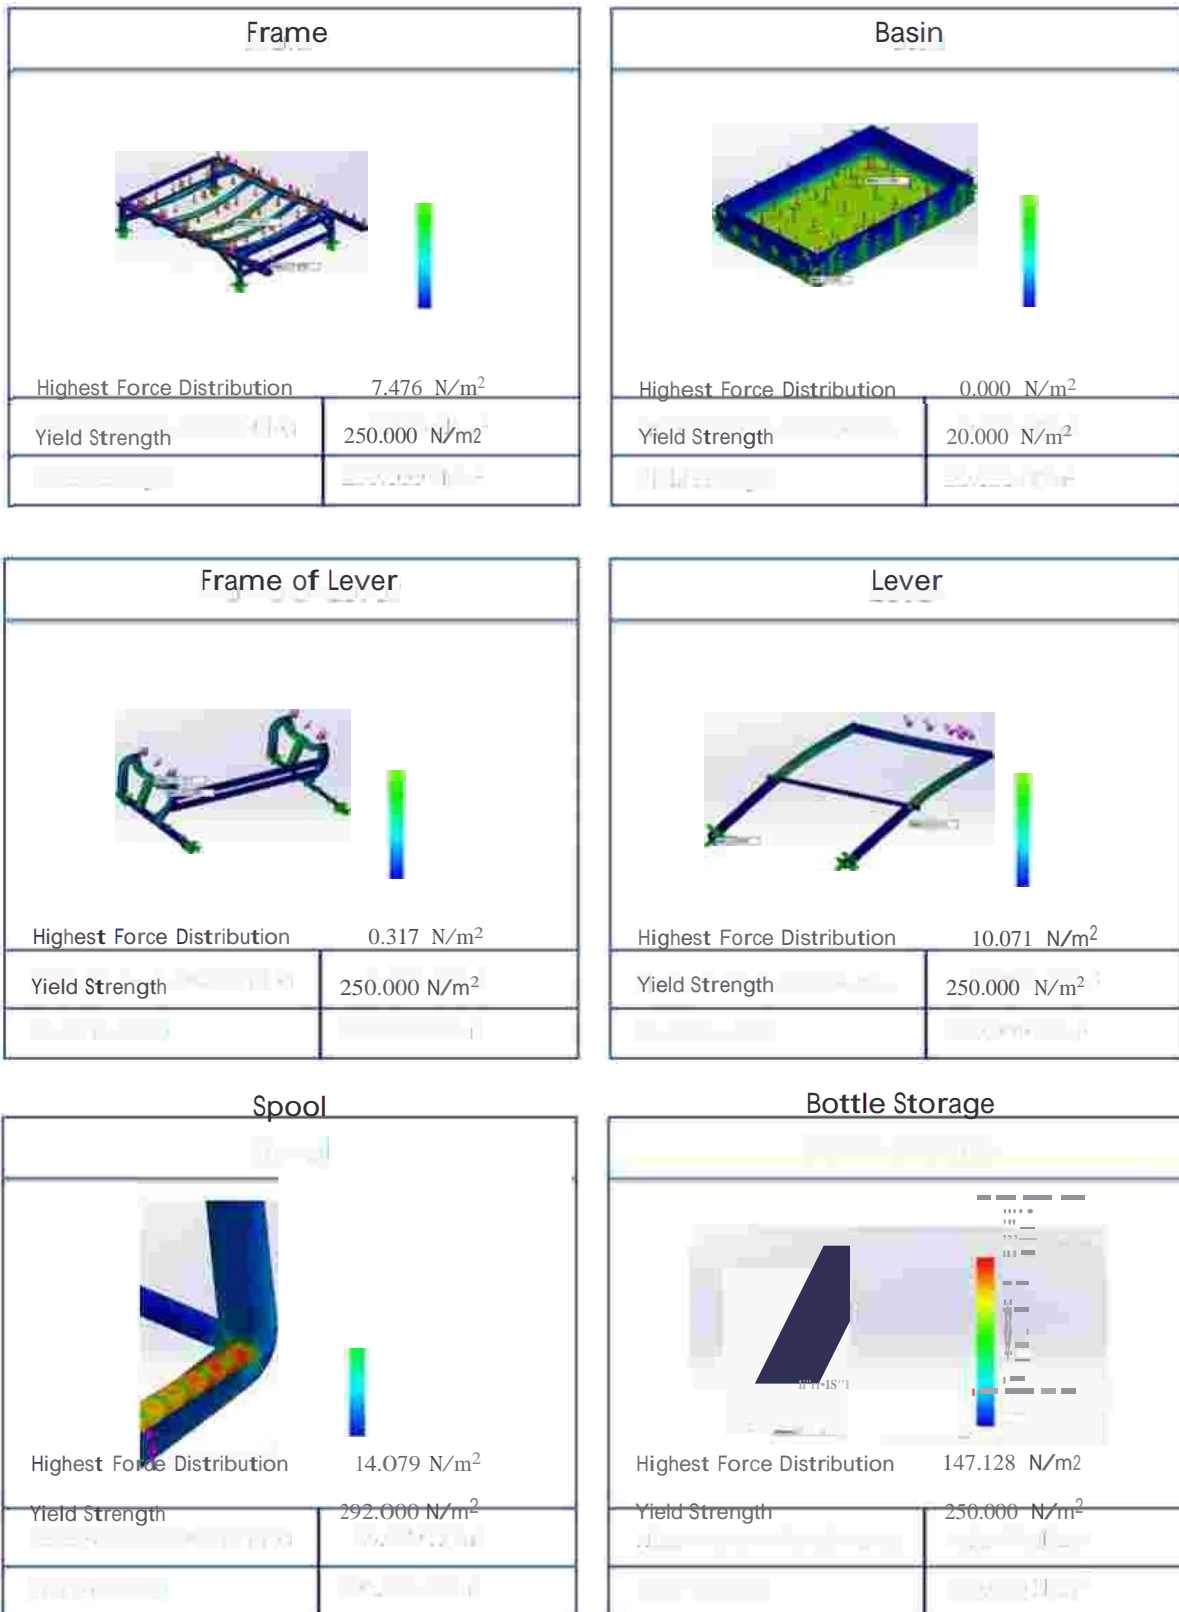 Frame
Highest Force Distribution 7.476 N/m²
Yield Strength 250.000 N/m2
Basin
Highest Force Distribution 0.000 N/m²
Yield Strength 20.000 N/m²
Frame of Lever
Highest Force Distribution 0.317 N/m²
Yield Strength 250.000 N/m²
Lever
Highest Force Distribution 10.071 N/m²
Yield Strength 250.000 N/m²
Spool
Highest Force Distribution 14.079 N/m²
Yield Strength 292.000 N/m²
Bottle Storage
Highest Force Distribution 147.128 N/m2
Yield Strength 250.000 N/m²